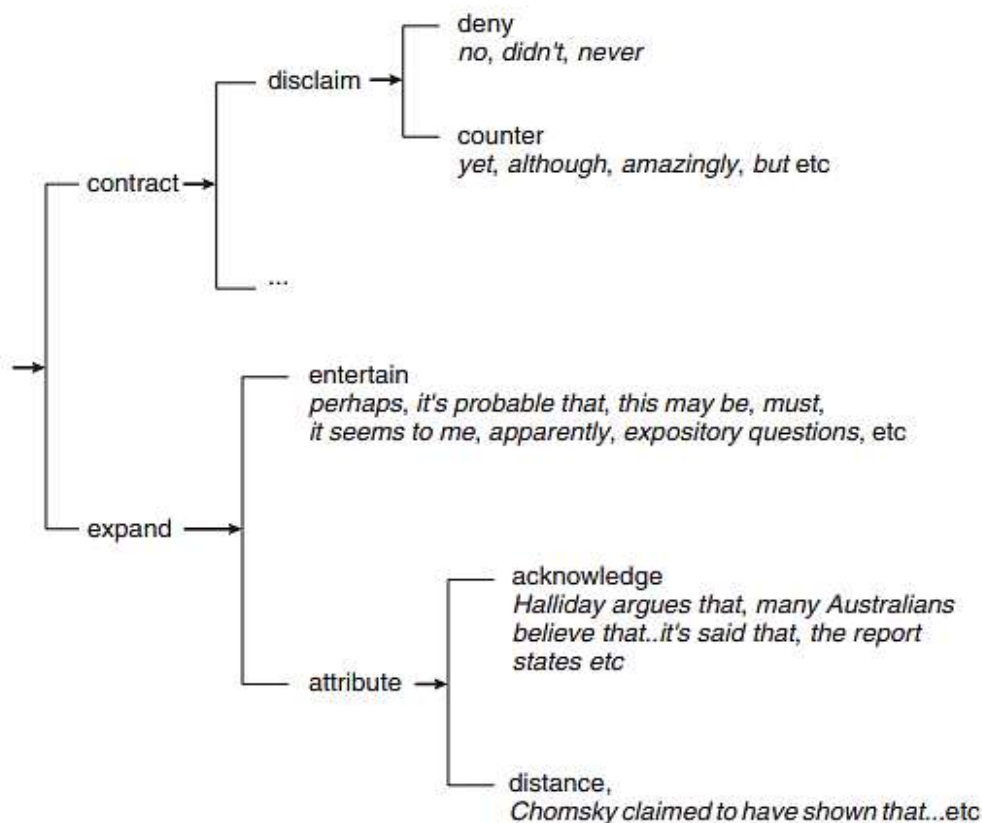 deny
no, didn't, never
disclaim
counter
yet, although, amazingly, but etc
contract
...
entertain
perhaps, it's probable that, this may be, must,
it seems to me, apparently, expository questions, etc
expand
acknowledge
Halliday argues that, many Australians
believe that..it's said that, the report
states etc
attribute
distance,
Chomsky claimed to have shown that...etc